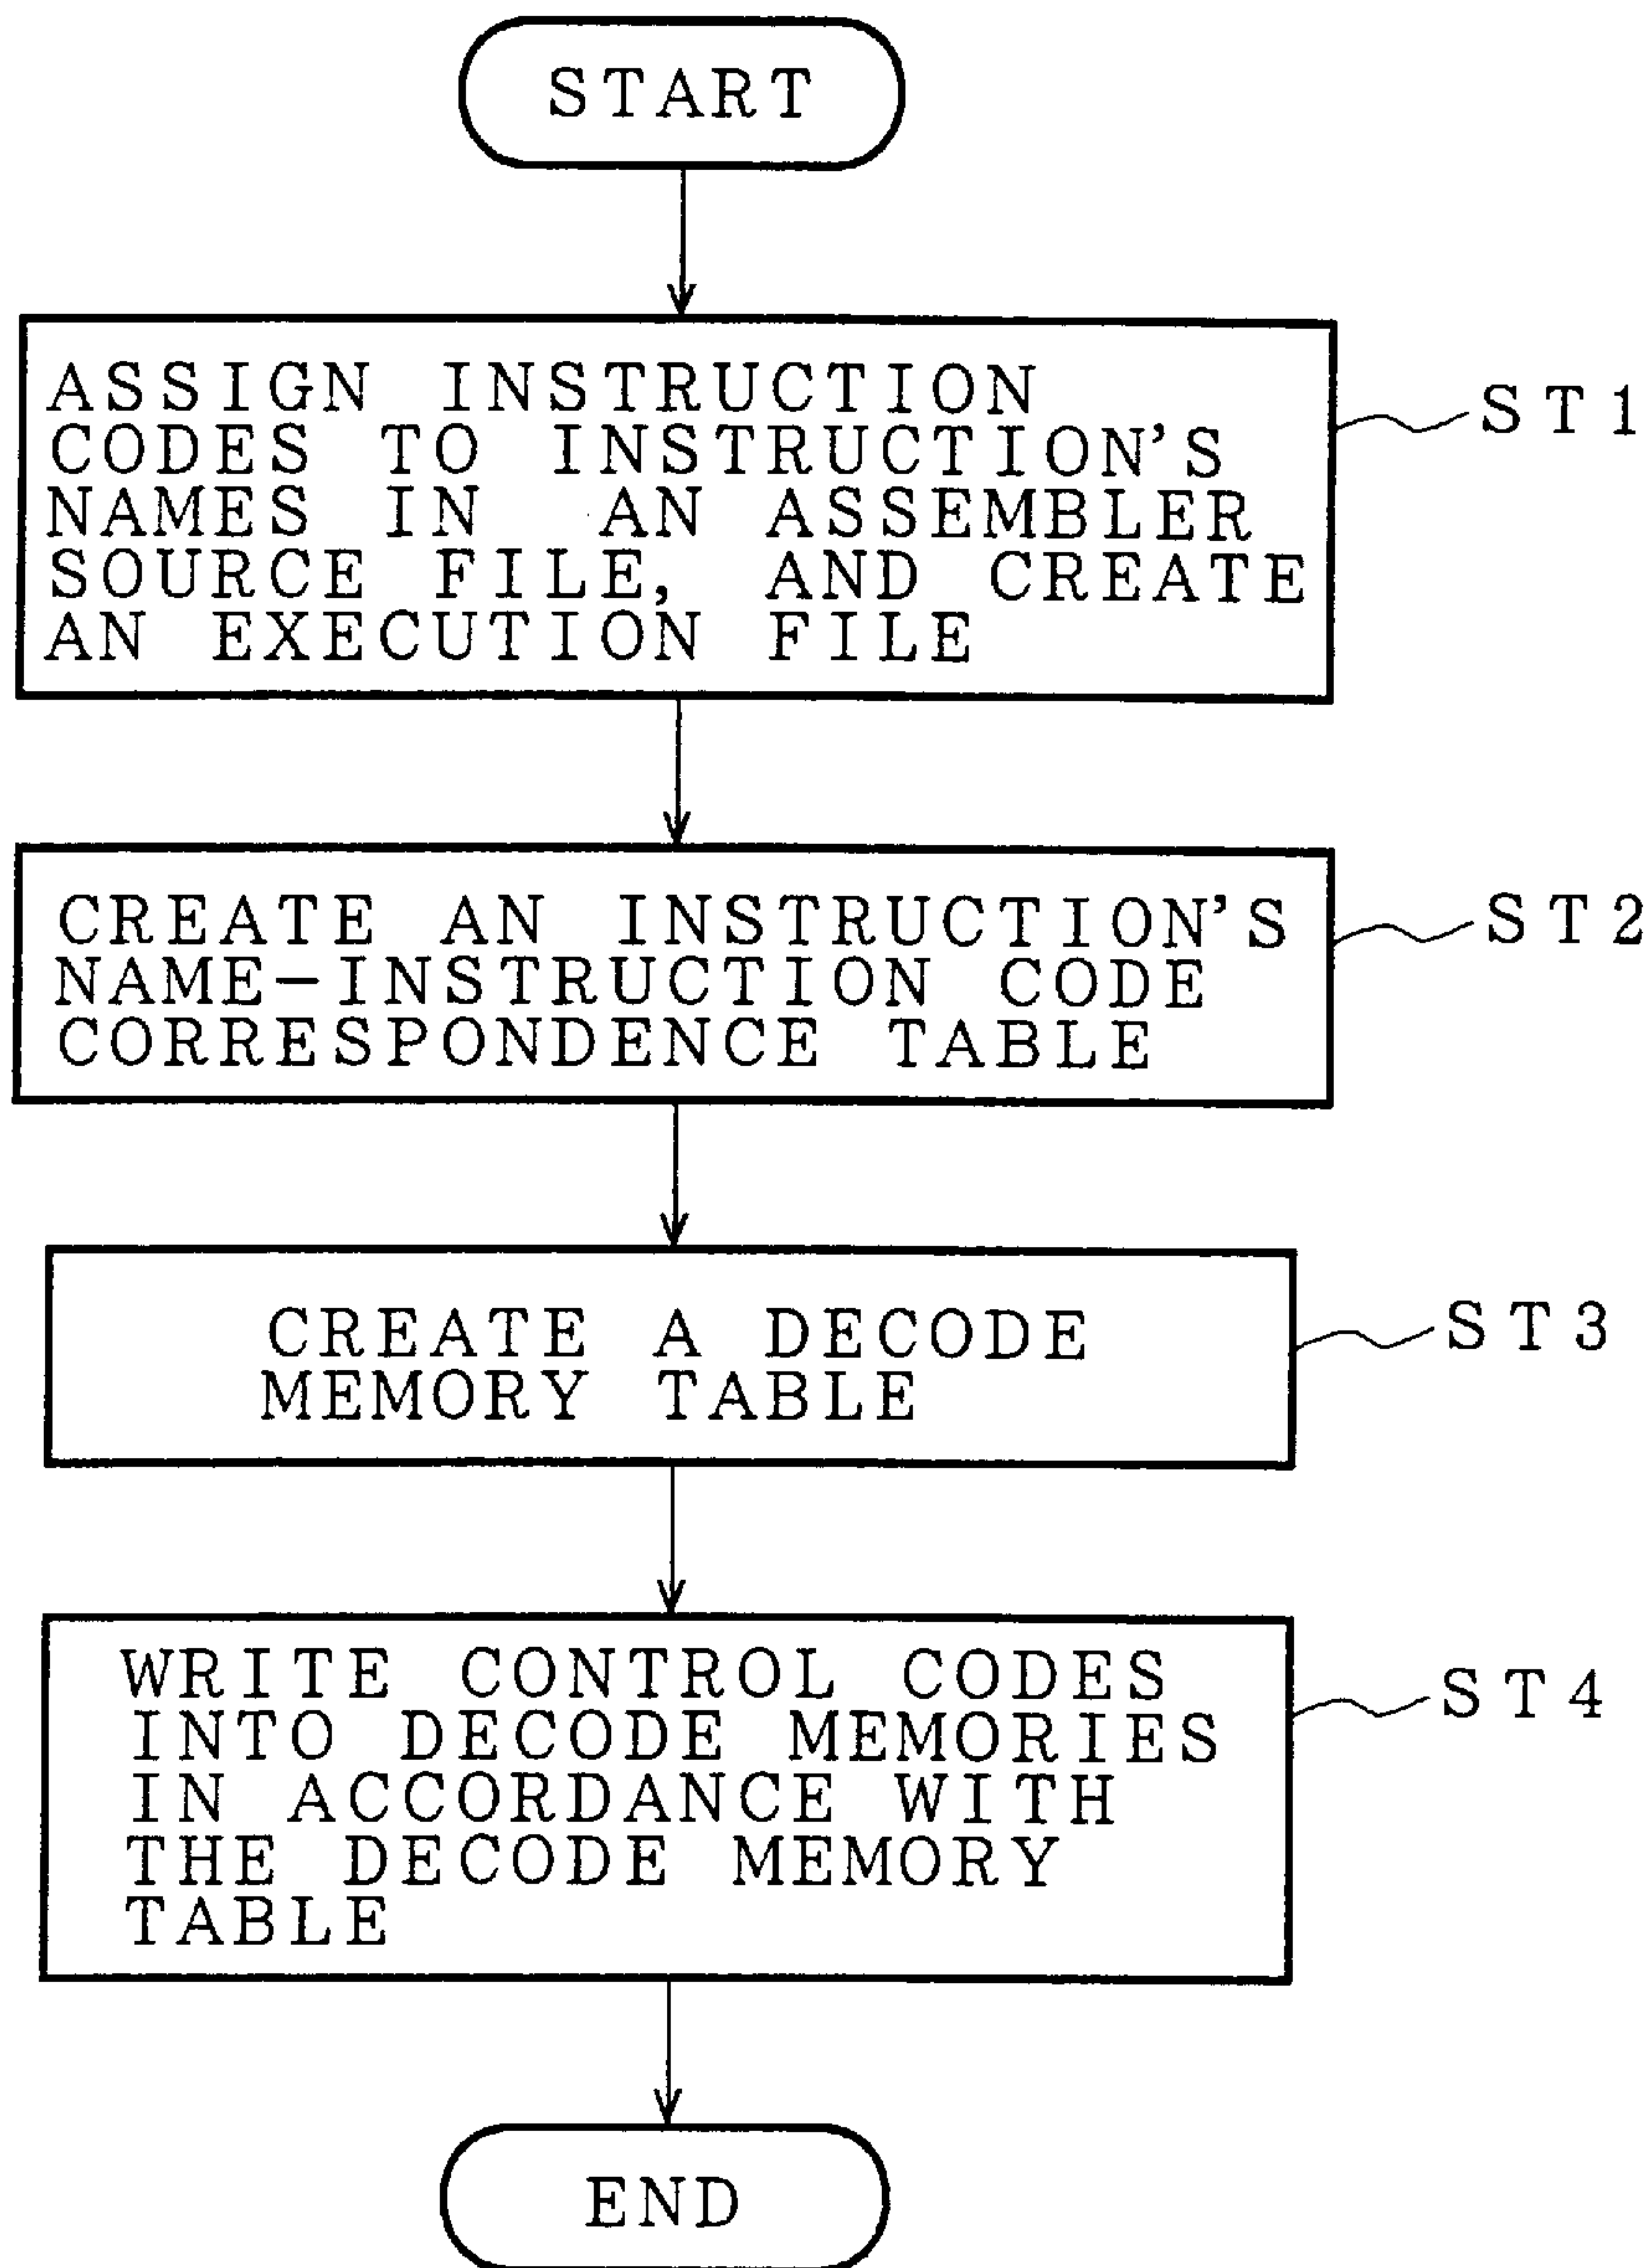 START
ASSIGN INSTRUCTION
CODES TO INSTRUCTION'S
NAMES IN AN ASSEMBLER
SOURCE FILE, AND CREATE
AN EXECUTION FILE
ST1
CREATE AN INSTRUCTION'S
NAME-INSTRUCTION CODE
CORRESPONDENCE TABLE
ST2
CREATE A DECODE
MEMORY TABLE
ST3
WRITE CONTROL CODES
INTO DECODE MEMORIES
IN ACCORDANCE WITH
THE DECODE MEMORY
TABLE
ST4
END